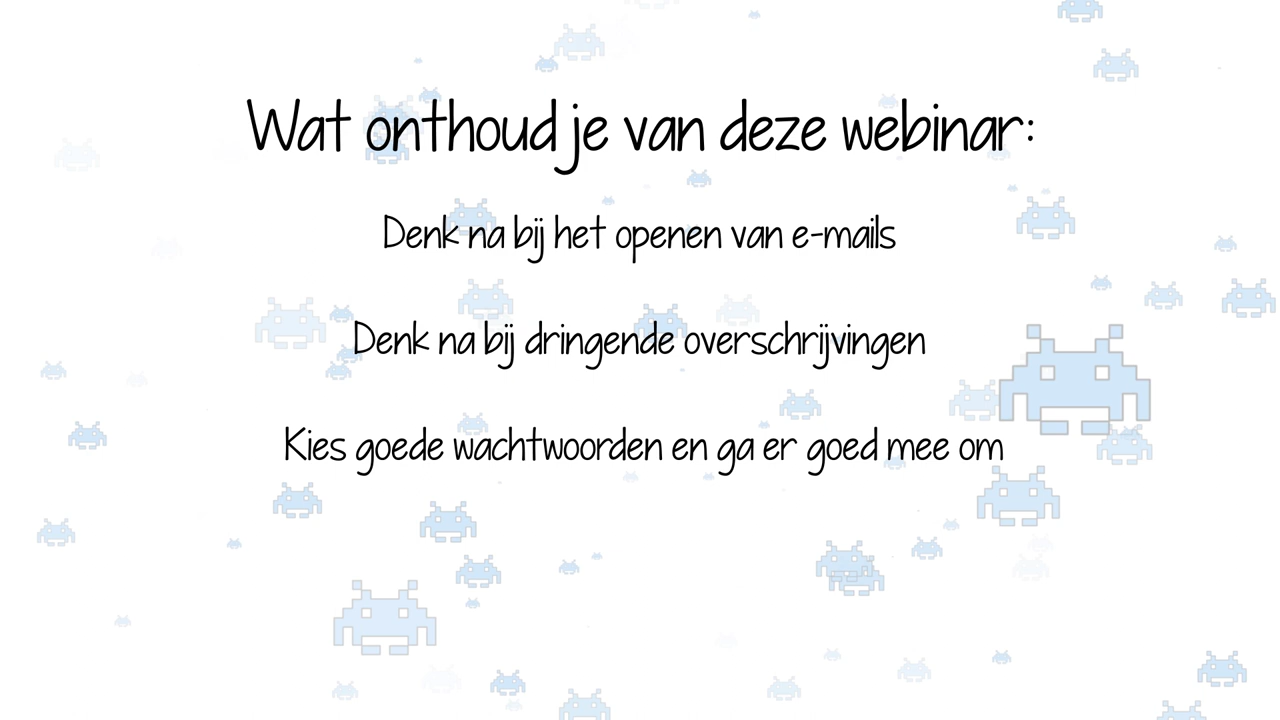 Wat onthoud je van deze webinar:
Denk na bij het openen van e-mails
Denk na bij dringende overschrijvingen
Kies goede wachtwoorden en ga er goed mee om